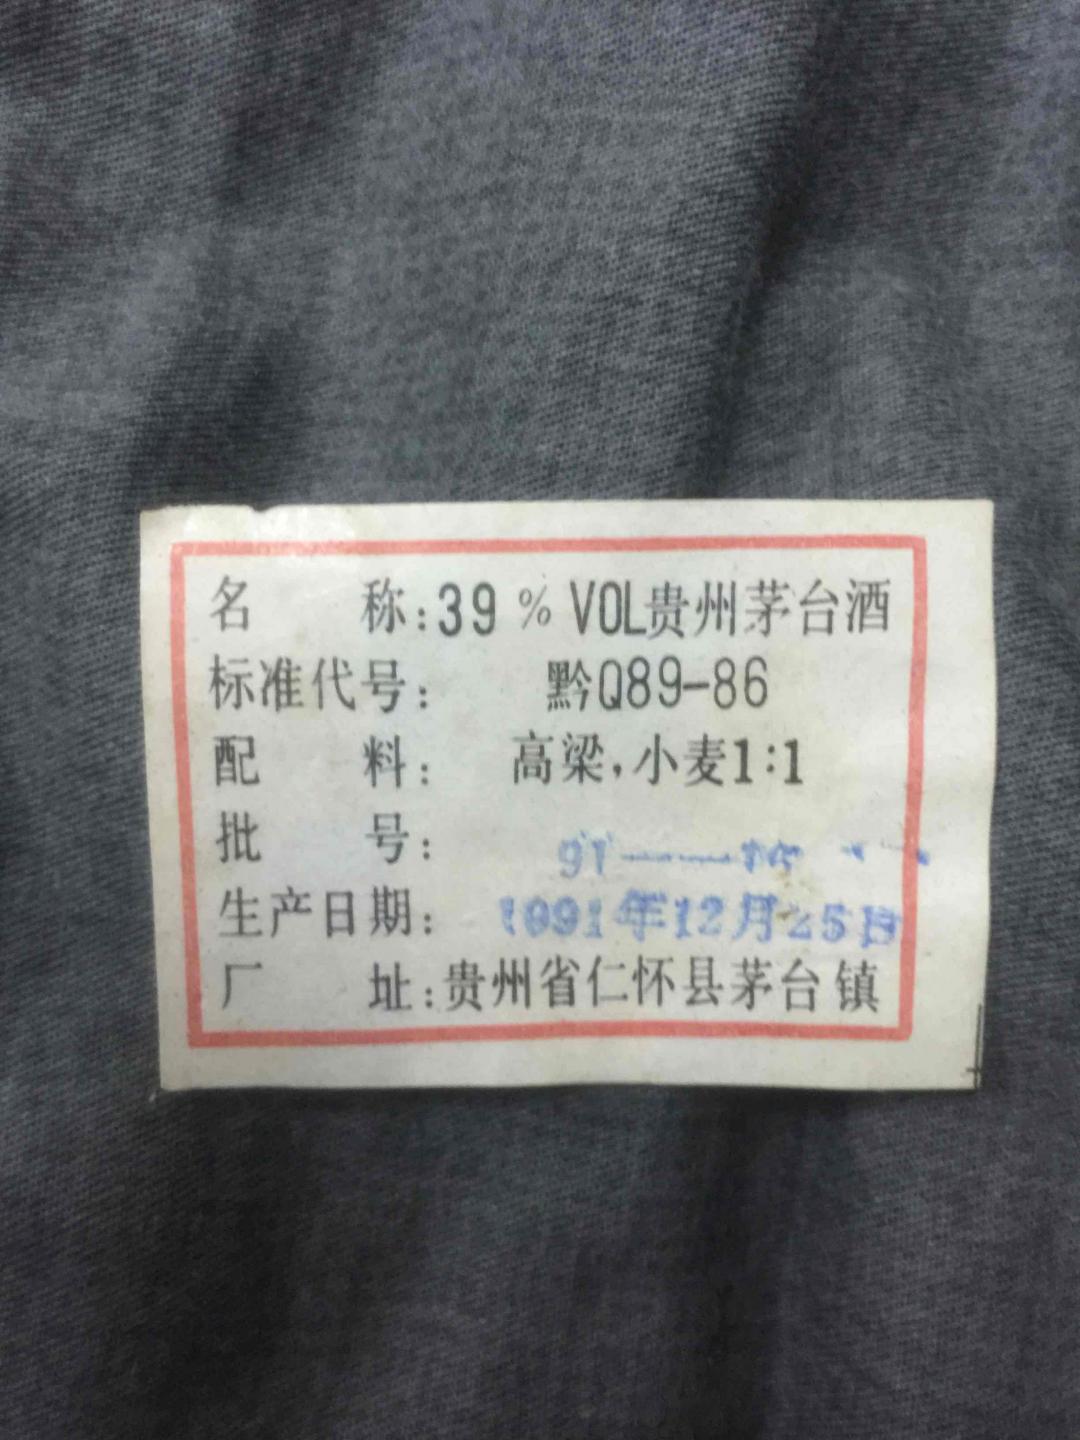 名 称:39%VOL贵州茅台酒
标准代号: 黔Q89-86
配 料: 高梁,小麦1:1
批 号: 91
生产日期: 1991年12月25日
厂 址:贵州省仁怀县茅台镇